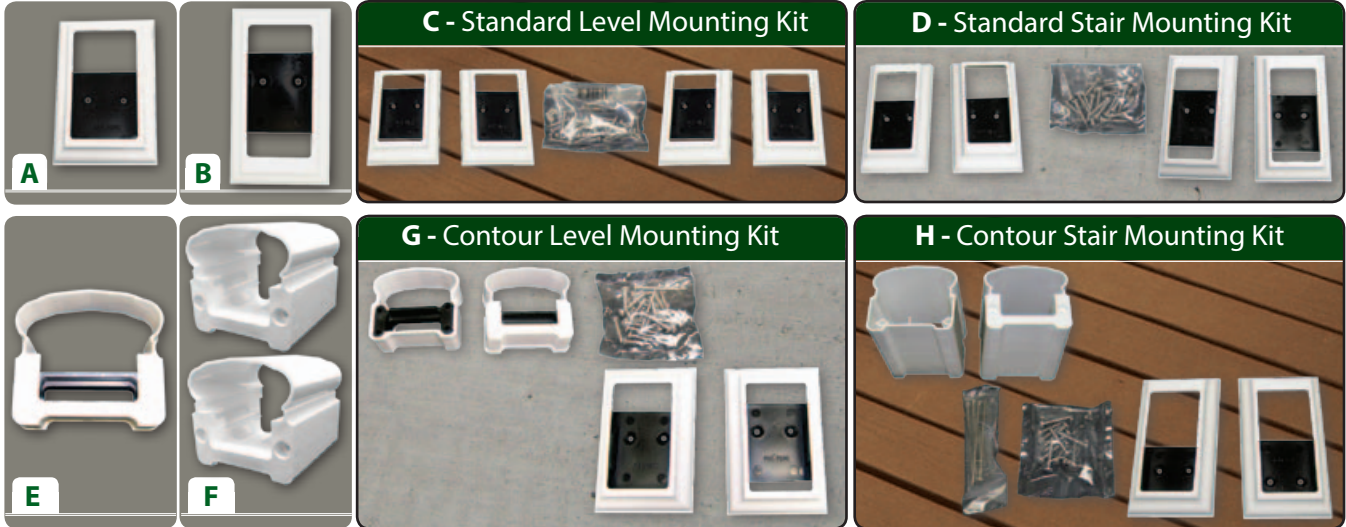 A
B
C - Standard Level Mounting Kit
D - Standard Stair Mounting Kit
E
F
G - Contour Level Mounting Kit
H - Contour Stair Mounting Kit